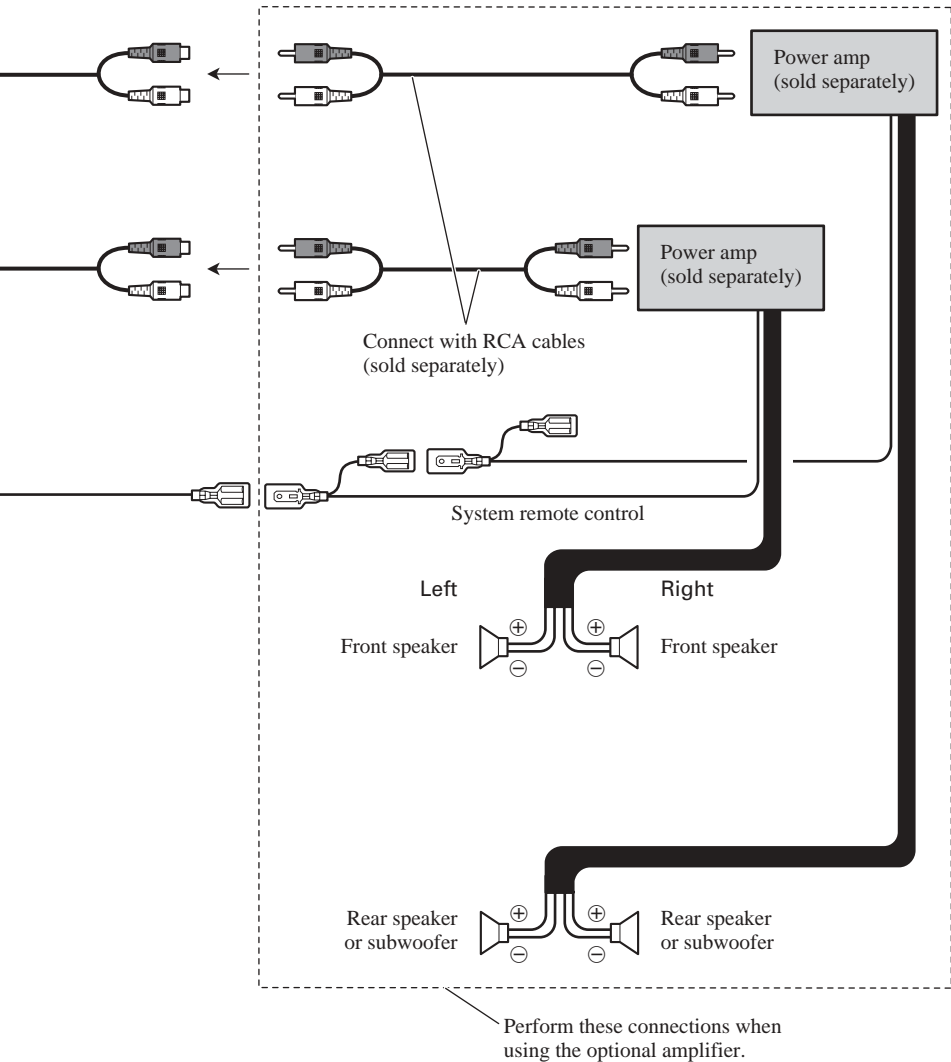 Power amp
(sold separately)
Power amp
(sold separately)
Connect with RCA cables
(sold separately)
System remote control
Left
Right
Front speaker
⊕
⊖
⊕
⊖
Front speaker
Rear speaker
or subwoofer
⊕
⊖
⊕
⊖
Rear speaker
or subwoofer
Perform these connections when
using the optional amplifier.